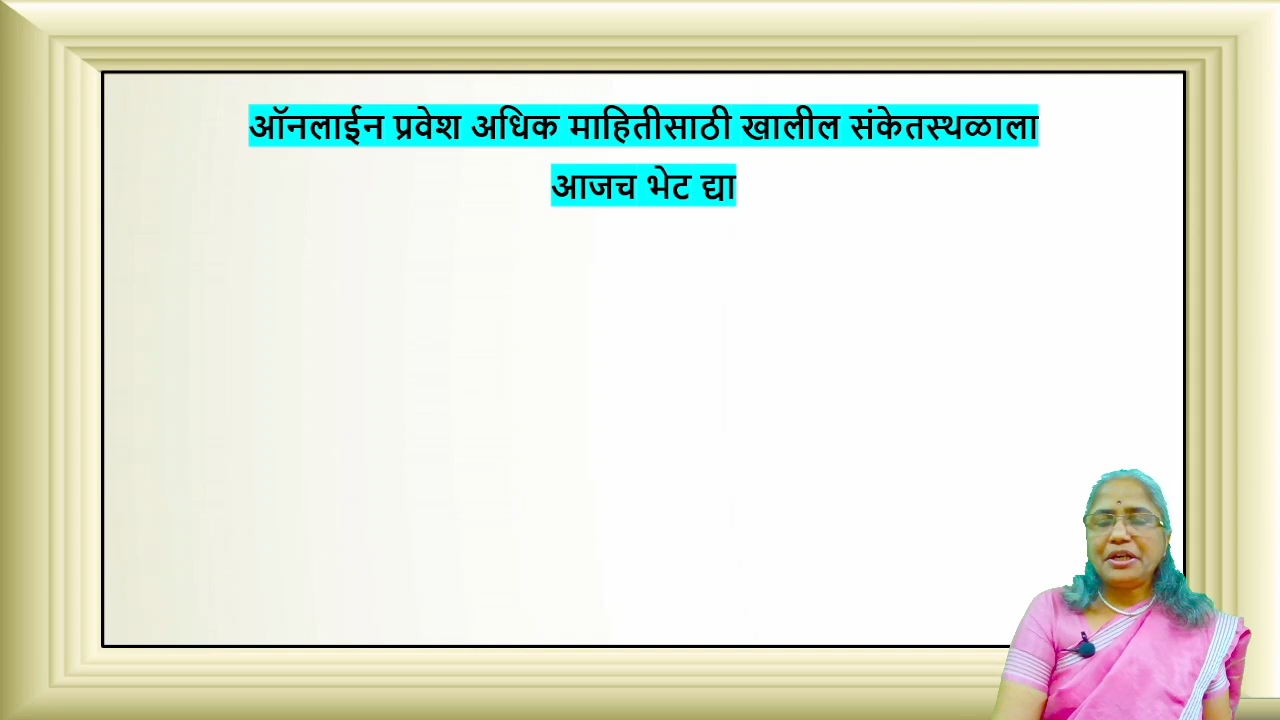 ऑनलाईन प्रवेश अधिक माहितीसाठी खालील संकेतस्थळाला
आजच भेट द्या